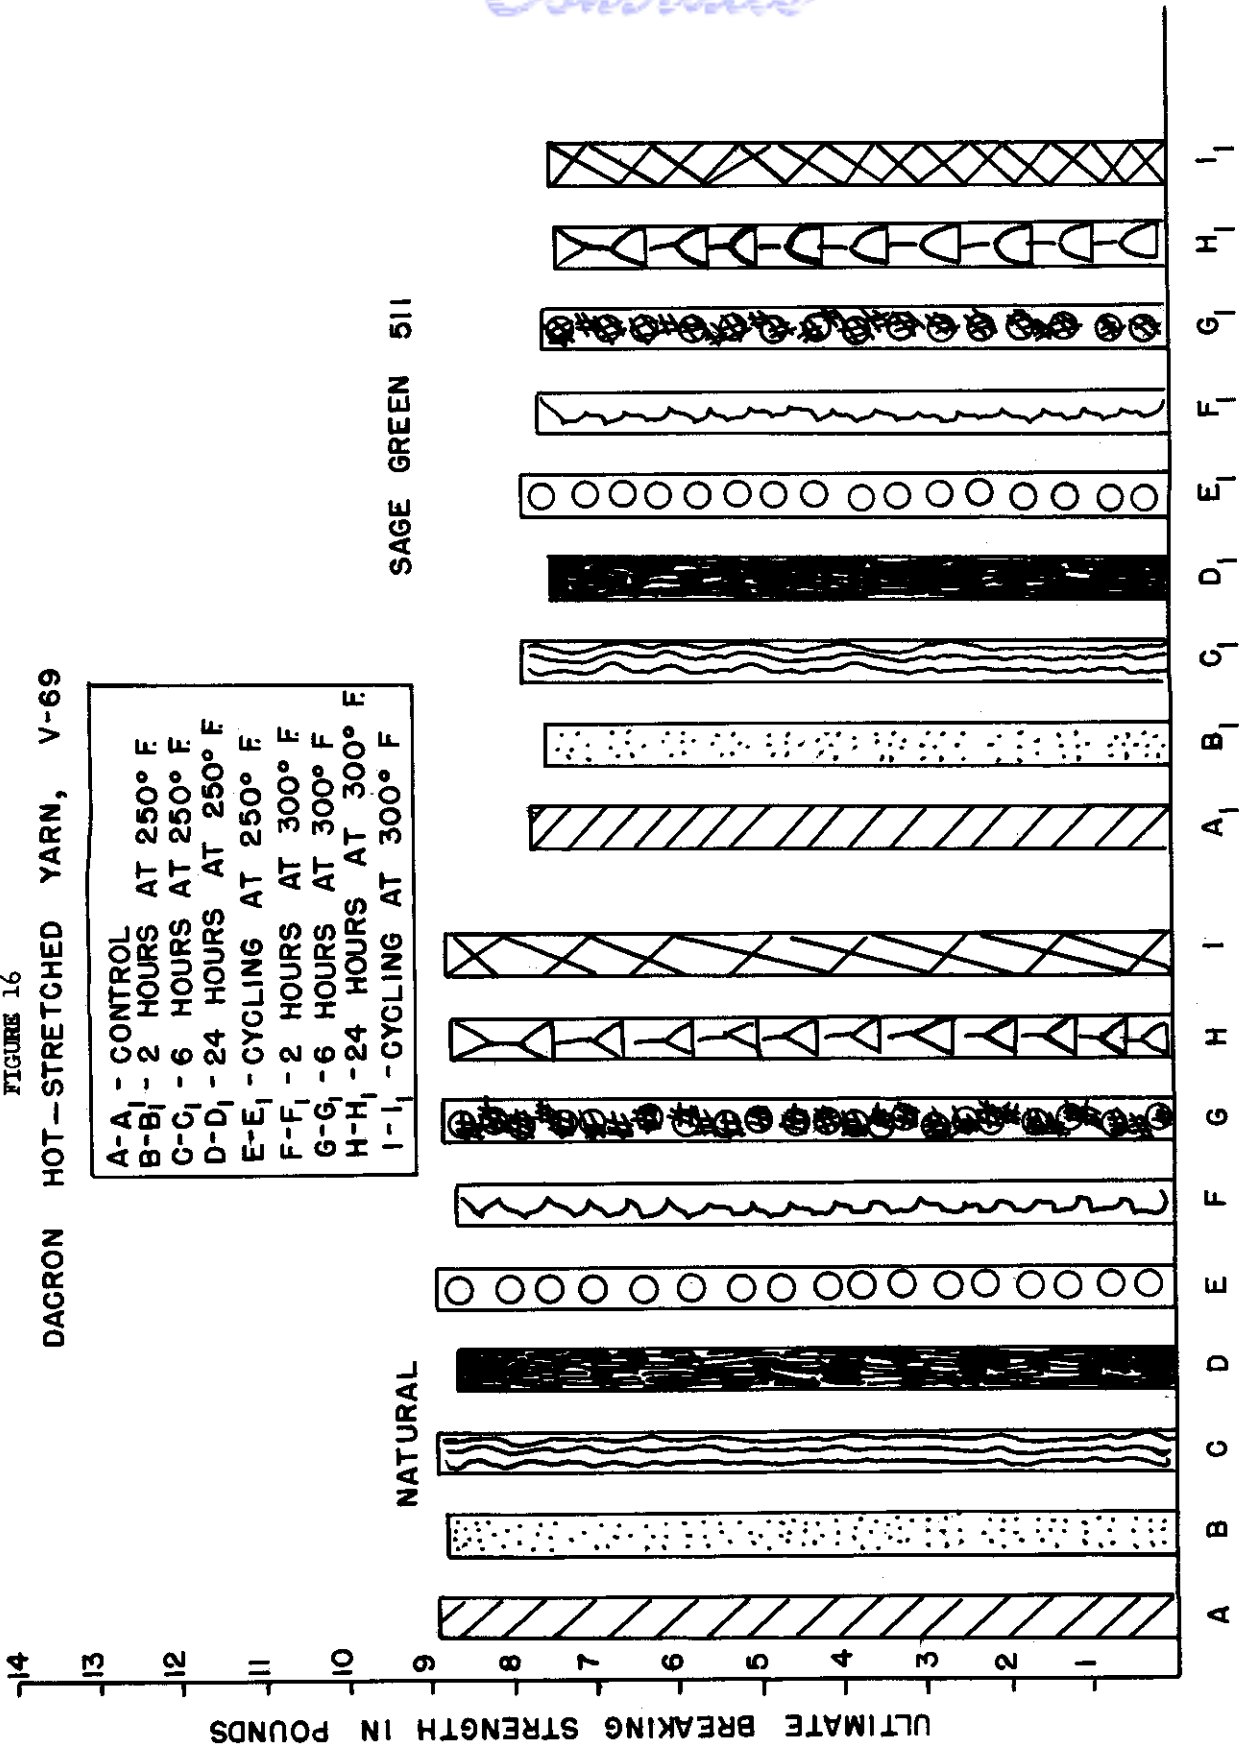 FIGURE 16
DACRON HOT-STRETCHED YARN, V-69
A-A₁ - CONTROL
B-B₁ - 2 HOURS AT 250° F.
C-C₁ - 6 HOURS AT 250° F.
D-D₁ - 24 HOURS AT 250° F.
E-E₁ - CYCLING AT 250° F.
F-F₁ - 2 HOURS AT 300° F.
G-G₁ - 6 HOURS AT 300° F
H-H₁ - 24 HOURS AT 300° F.
I-I₁ - CYCLING AT 300° F
NATURAL SAGE GREEN 511
ULTIMATE BREAKING STRENGTH IN POUNDS
14
13
12
11
10
9
8
7
6
5
4
3
2
1
A B C D E F G H I A₁ B₁ C₁ D₁ E₁ F₁ G₁ H₁ I₁